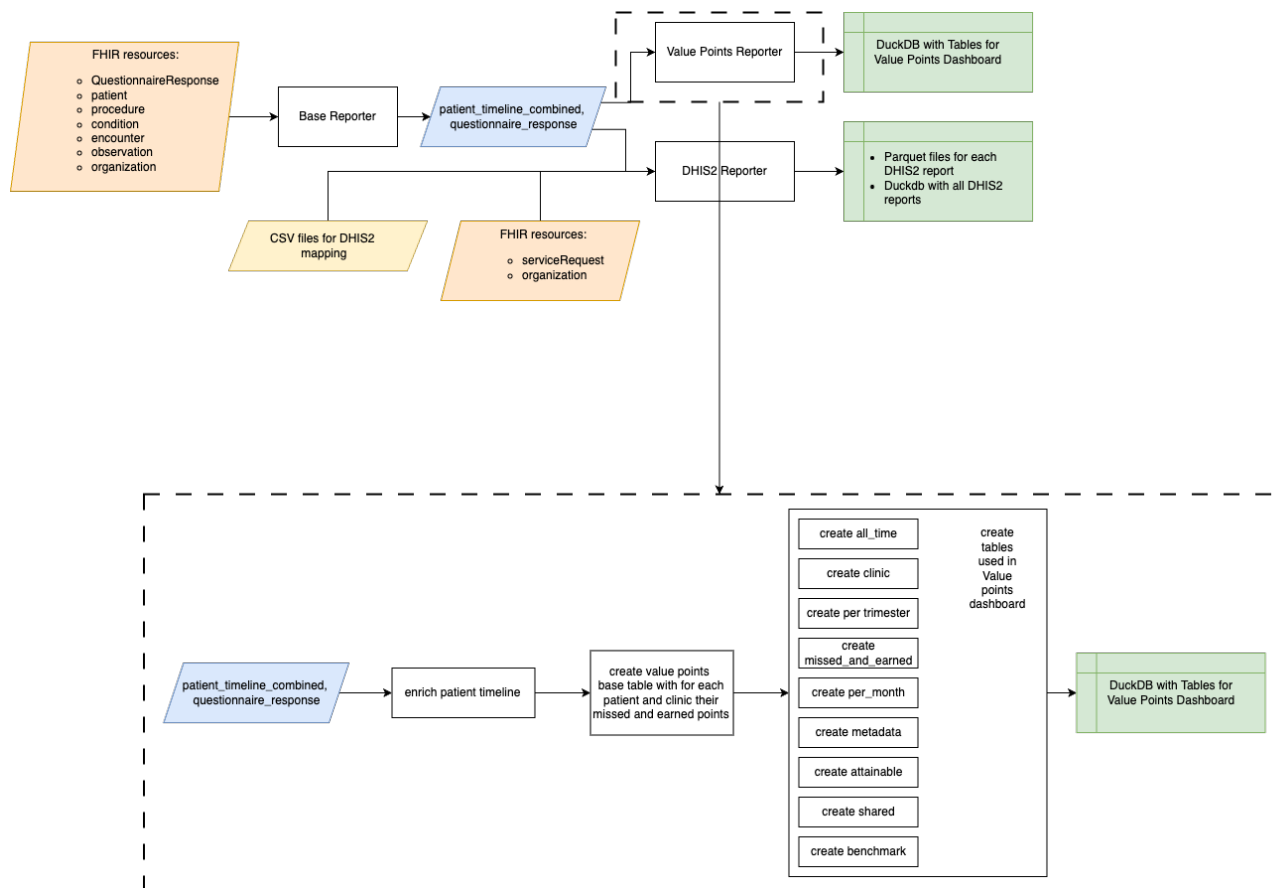 FHIR resources:
QuestionnaireResponse
patient
procedure
condition
encounter
observation
organization
Base Reporter
patient_timeline_combined,
questionnaire_response
Value Points Reporter
DuckDB with Tables for
Value Points Dashboard
DHIS2 Reporter
Parquet files for each
DHIS2 report
Duckdb with all DHIS2
reports
CSV files for DHIS2
mapping
FHIR resources:
serviceRequest
organization
patient_timeline_combined,
questionnaire_response
enrich patient timeline
create value points
base table with for each
patient and clinic their
missed and earned points
create all_time
create clinic
create per trimester
create
missed_and_earned
create per_month
create metadata
create attainable
create shared
create benchmark
create
tables
used in
Value
points
dashboard
DuckDB with Tables for
Value Points Dashboard